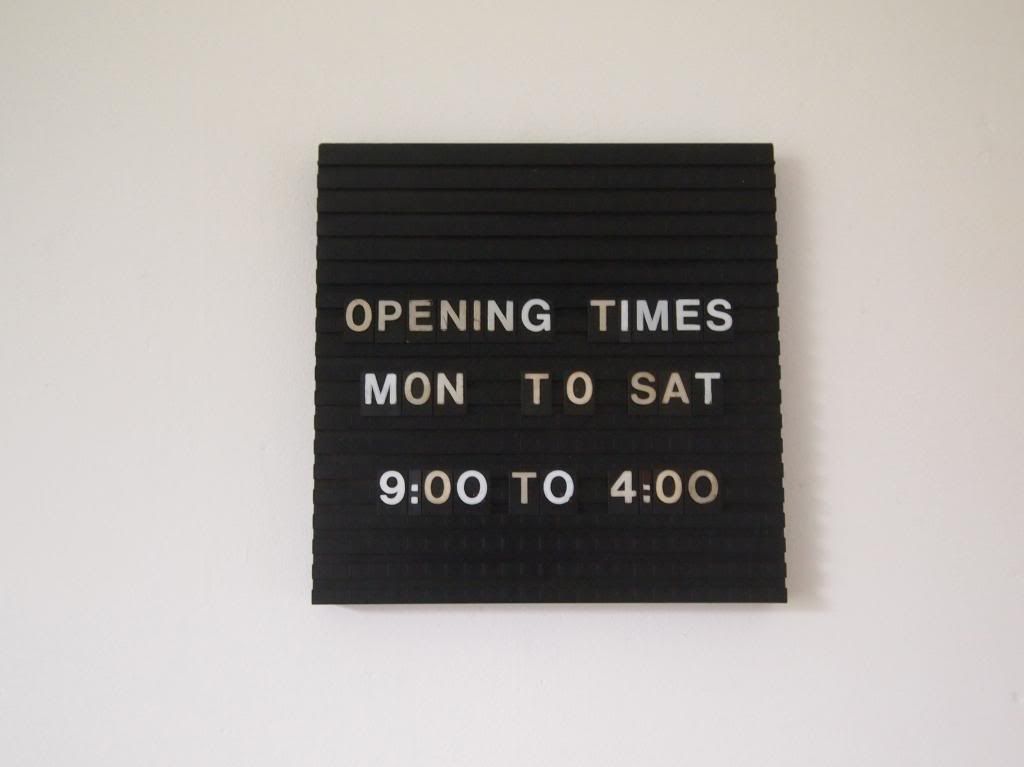 OPENING TIMES
MON TO SAT
9:00 TO 4:00